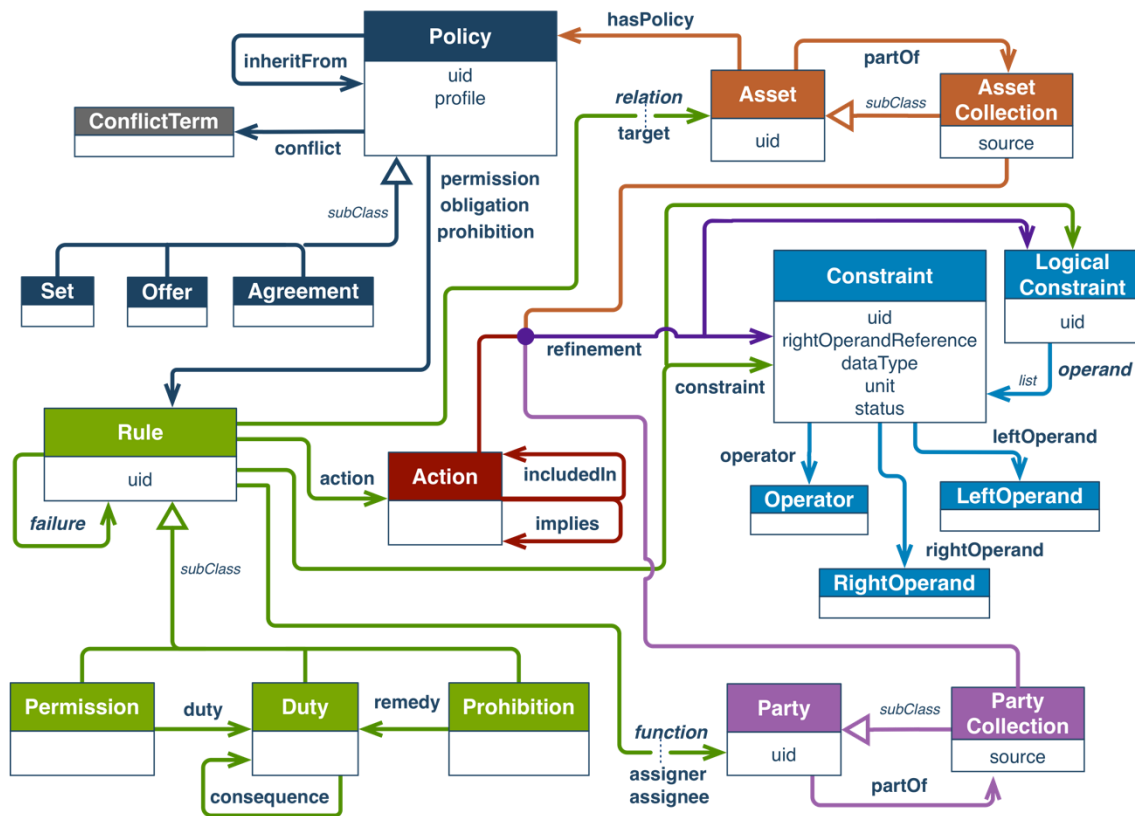 hasPolicy
Policy
inheritFrom
uid
profile
partOf
Asset
uid
subClass
Asset
Collection
source
relation
target
ConflictTerm
conflict
permission
obligation
prohibition
subClass
Set
Offer
Agreement
Constraint
uid
rightOperandReference
dataType
unit
status
Logical
Constraint
uid
operand
list
refinement
constraint
Rule
uid
failure
action
Action
includedIn
implies
operator
leftOperand
Operator
LeftOperand
rightOperand
RightOperand
subClass
Permission
duty
Duty
remedy
Prohibition
consequence
function
assigner
assignee
Party
uid
subClass
Party
Collection
source
partOf